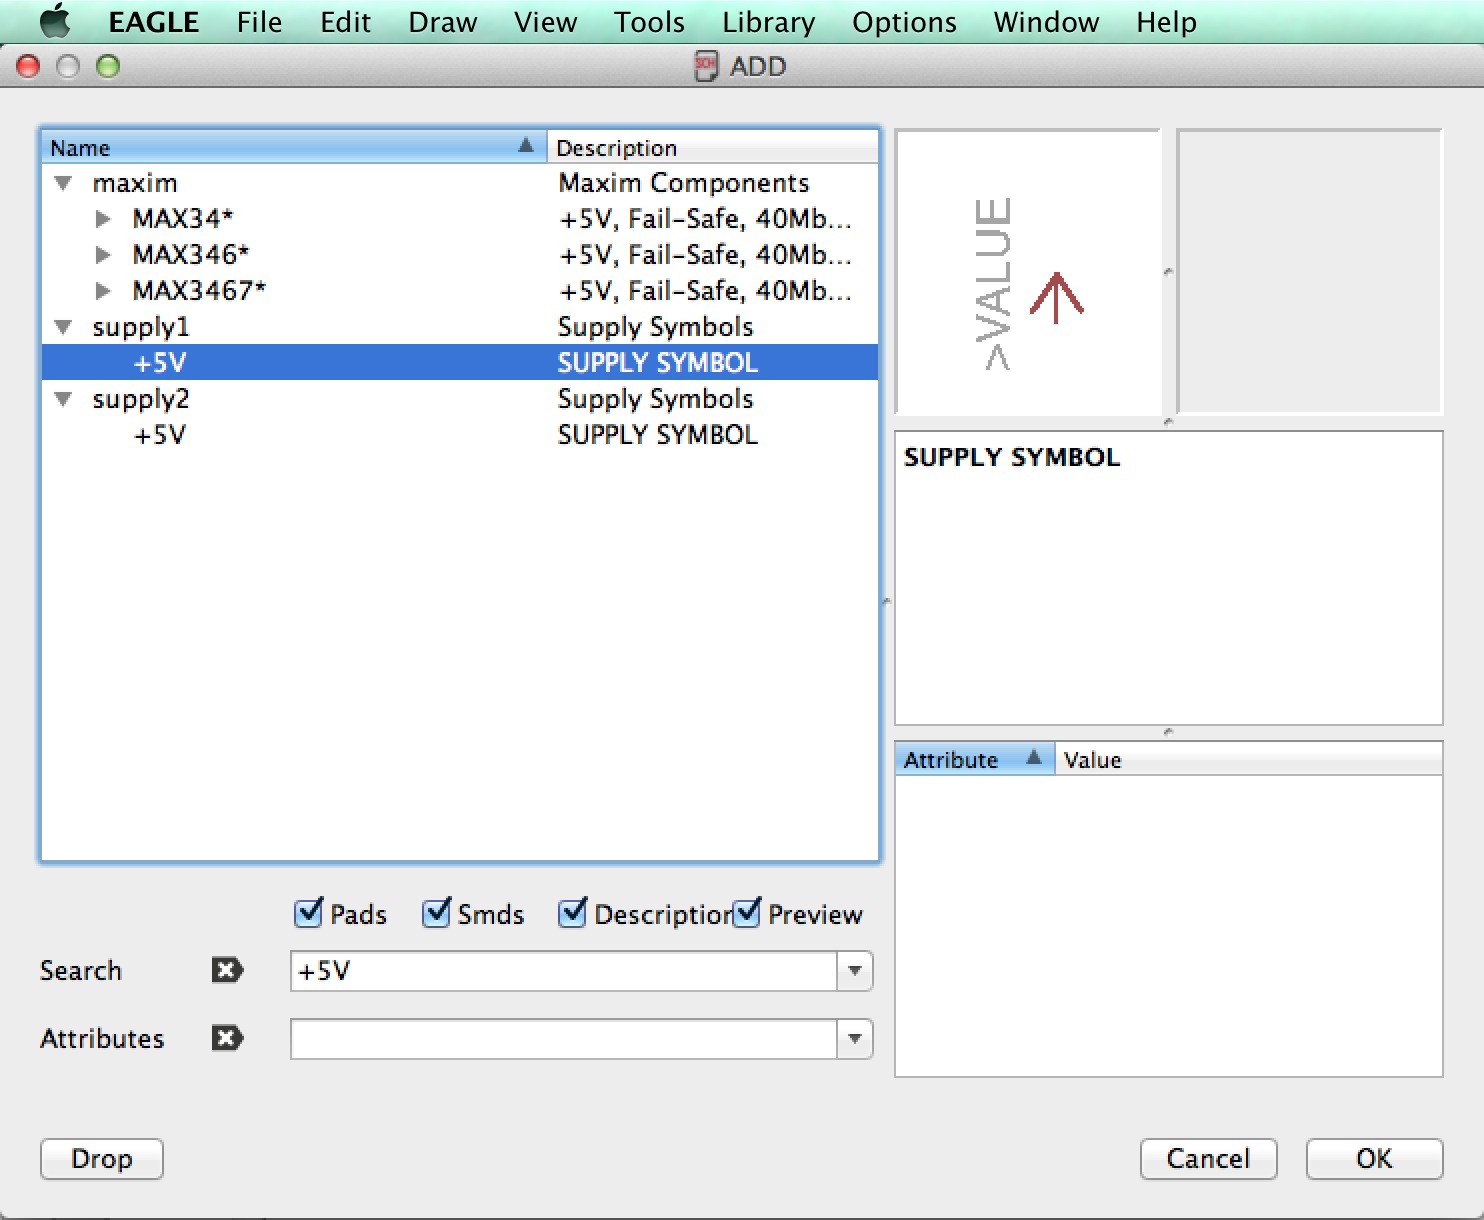 EAGLE File Edit Draw View Tools Library Options Window Help
SCH ADD
Name Description
maxim Maxim Components
MAX34* +5V, Fail-Safe, 40Mb...
MAX346* +5V, Fail-Safe, 40Mb...
MAX3467* +5V, Fail-Safe, 40Mb...
supply1 Supply Symbols
+5V SUPPLY SYMBOL
supply2 Supply Symbols
+5V SUPPLY SYMBOL
>VALUE
SUPPLY SYMBOL
Attribute Value
Pads Smds Description Preview
Search +5V
Attributes
Drop Cancel OK